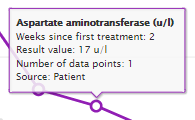 Aspartate aminotransferase (u/l)
Weeks since first treatment: 2
Result value: 17 u/l
Number of data points: 1
Source: Patient